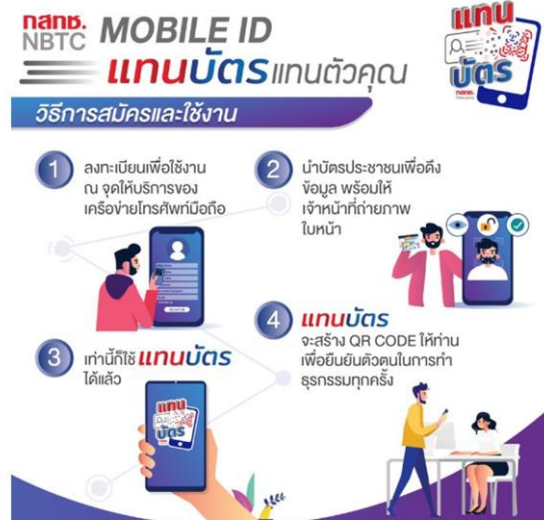 กสทช.
NBTC
MOBILE ID
แทนบัตร แทนตัวคุณ
แทน
บัตร
กสทช.
วิธีการสมัครและใช้งาน
1
ลงทะเบียนเพื่อใช้งาน
ณ จุดให้บริการของ
เครือข่ายโทรศัพท์มือถือ
2
นำบัตรประชาชนเพื่อดึง
ข้อมูล พร้อมให้
เจ้าหน้าที่ถ่ายภาพ
ใบหน้า
3
เท่านี้ก็ใช้ แทนบัตร
ได้แล้ว
แทน
บัตร
4
แทนบัตร
จะสร้าง QR CODE ให้ท่าน
เพื่อยืนยันตัวตนในการทำ
ธุรกรรมทุกครั้ง